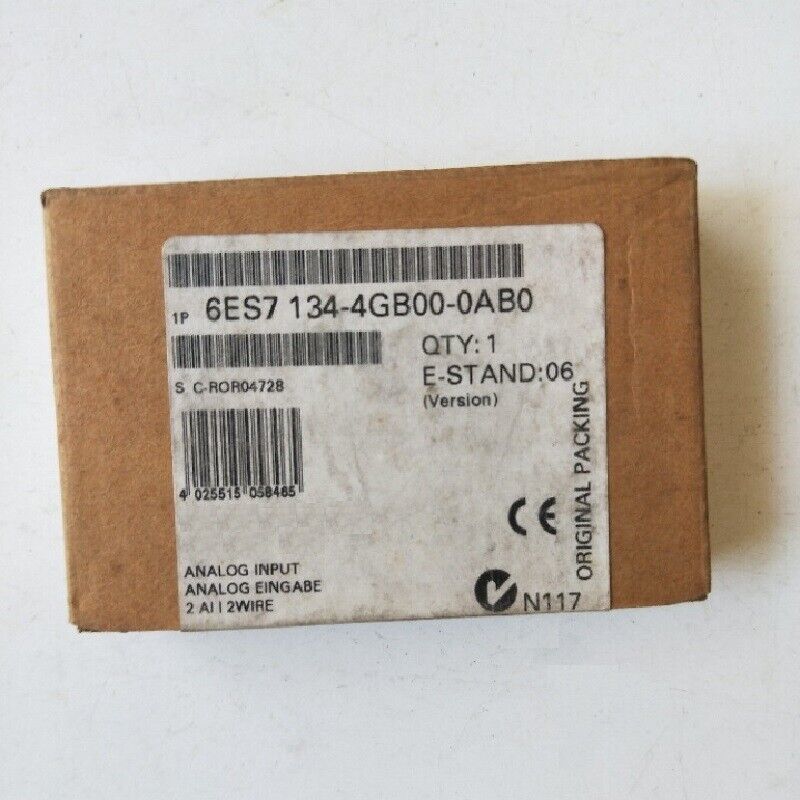 1P 6ES7 134-4GB00-0AB0
QTY: 1
E-STAND:06
(Version)
S C-ROR04728
4 025515 058465
ANALOG INPUT
ANALOG EINGABE
2 AI I 2WIRE
CE
N117
ORIGINAL PACKING